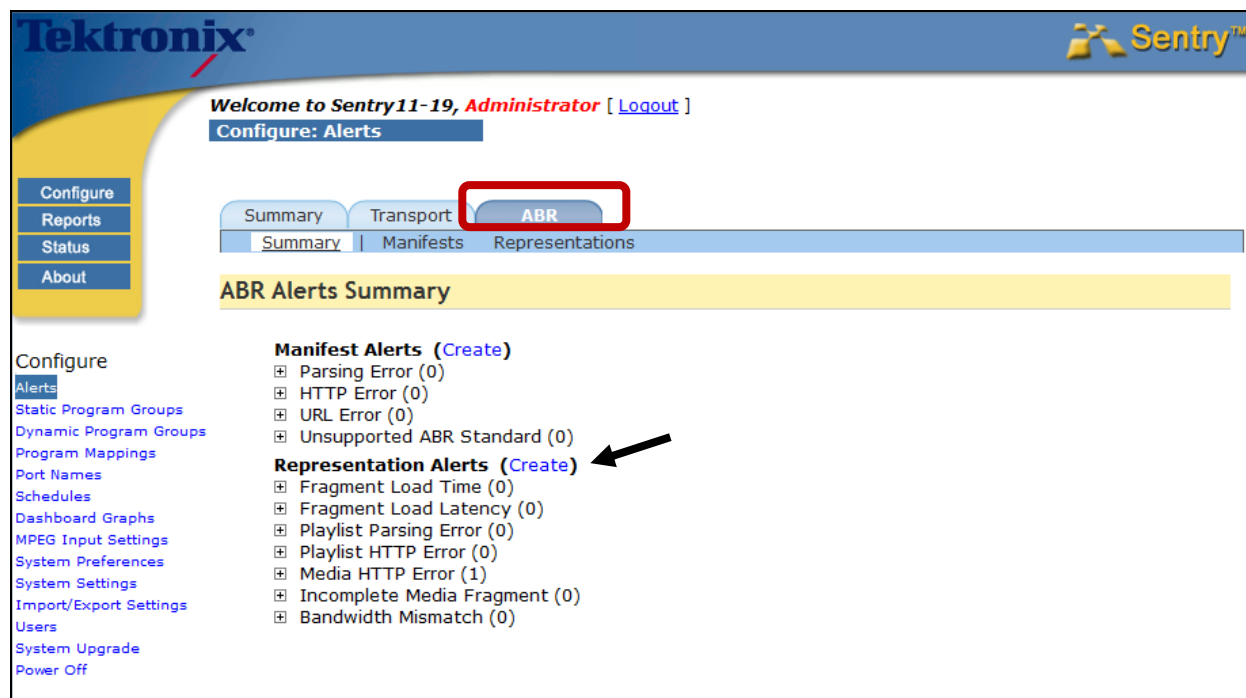 Tektronix®
Sentry™
Welcome to Sentry11-19, Administrator [ Logout ]
Configure: Alerts
Configure
Reports
Status
About
Summary Transport ABR
Summary | Manifests Representations
ABR Alerts Summary
Manifest Alerts (Create)
Parsing Error (0)
HTTP Error (0)
URL Error (0)
Unsupported ABR Standard (0)
Representation Alerts (Create)
Fragment Load Time (0)
Fragment Load Latency (0)
Playlist Parsing Error (0)
Playlist HTTP Error (0)
Media HTTP Error (1)
Incomplete Media Fragment (0)
Bandwidth Mismatch (0)
Configure
Alerts
Static Program Groups
Dynamic Program Groups
Program Mappings
Port Names
Schedules
Dashboard Graphs
MPEG Input Settings
System Preferences
System Settings
Import/Export Settings
Users
System Upgrade
Power Off